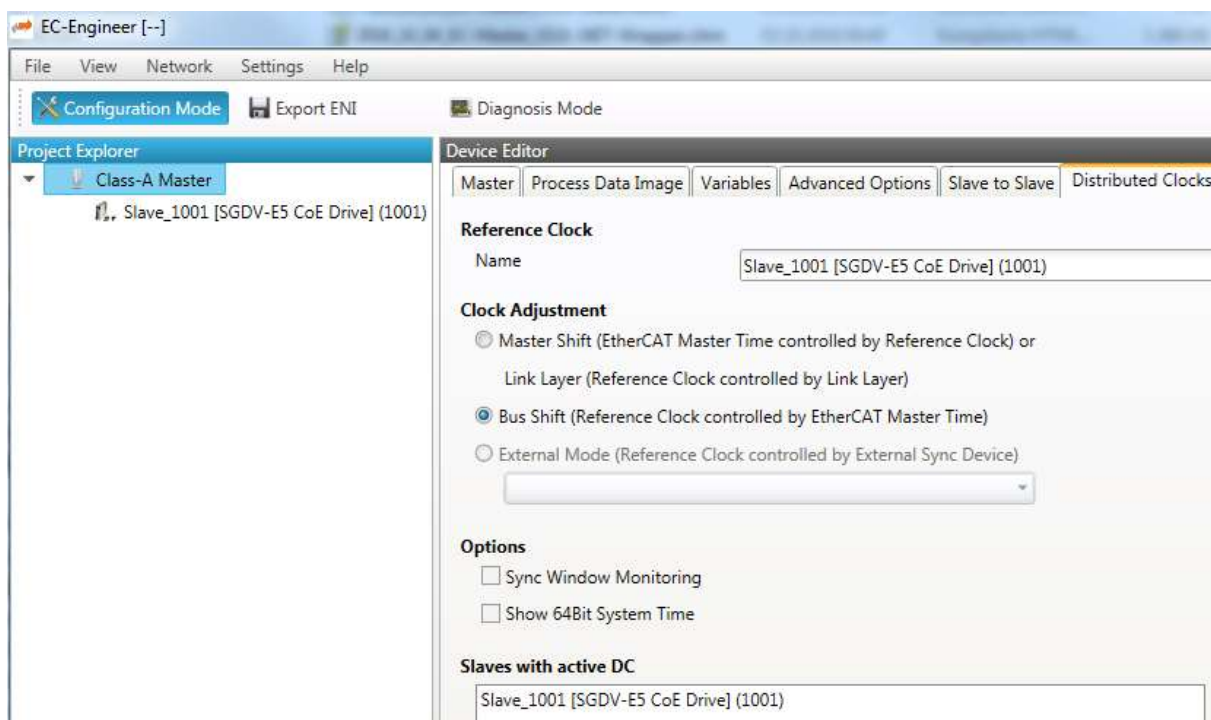 EC-Engineer [--]
File View Network Settings Help
Configuration Mode Export ENI Diagnosis Mode
Project Explorer
Class-A Master
Slave_1001 [SGDV-E5 CoE Drive] (1001)
Device Editor
Master Process Data Image Variables Advanced Options Slave to Slave Distributed Clocks
Reference Clock
Name Slave_1001 [SGDV-E5 CoE Drive] (1001)
Clock Adjustment
Master Shift (EtherCAT Master Time controlled by Reference Clock) or
Link Layer (Reference Clock controlled by Link Layer)
Bus Shift (Reference Clock controlled by EtherCAT Master Time)
External Mode (Reference Clock controlled by External Sync Device)
Options
Sync Window Monitoring
Show 64Bit System Time
Slaves with active DC
Slave_1001 [SGDV-E5 CoE Drive] (1001)